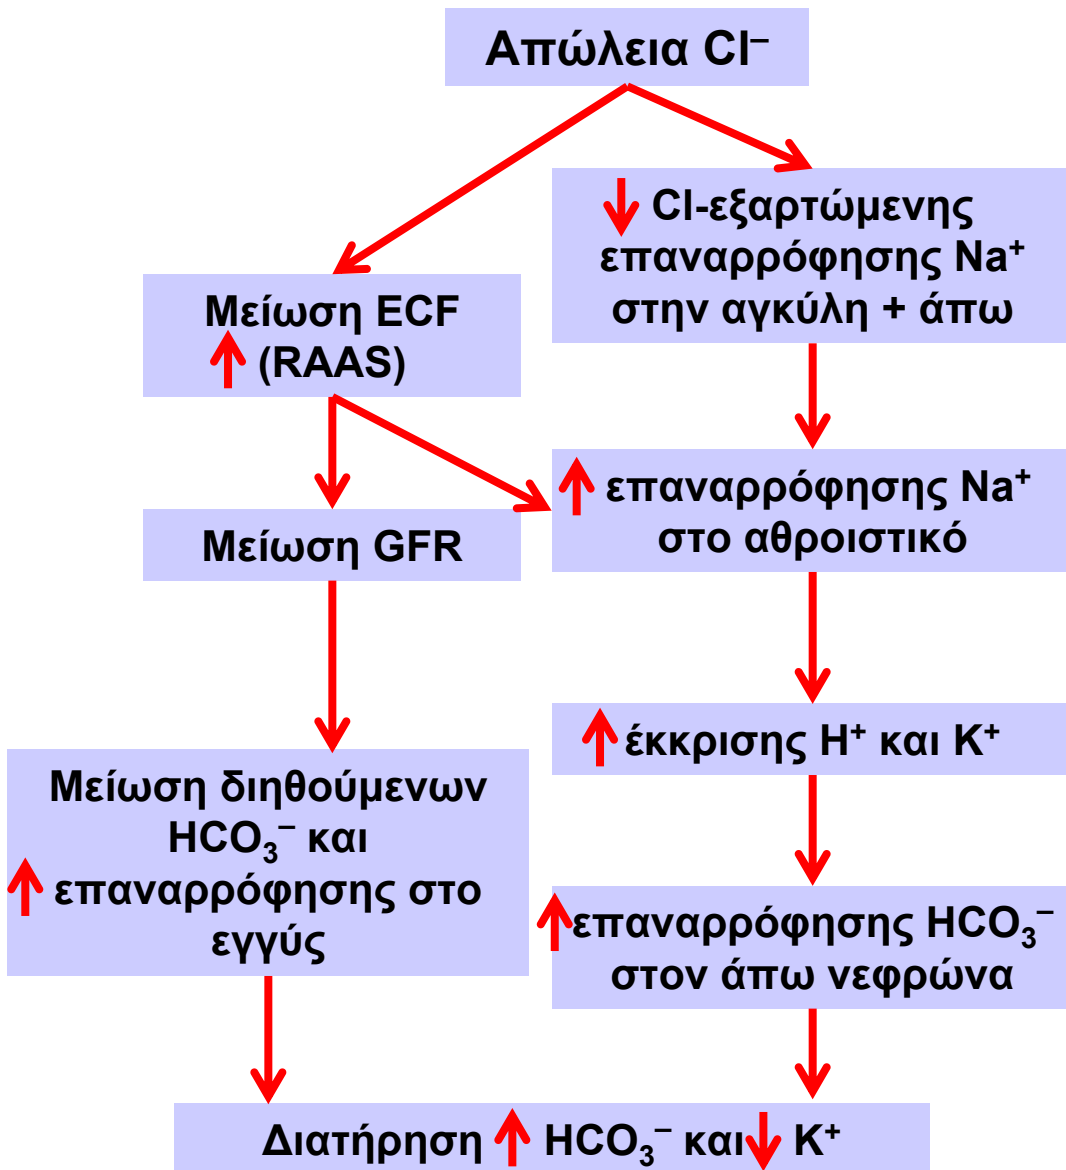 Απώλεια Cl⁻
↓ Cl-εξαρτώμενης
επαναρρόφησης Na⁺
στην αγκύλη + άπω
Μείωση ECF
↑ (RAAS)
↑ επαναρρόφησης Na⁺
στο αθροιστικό
Μείωση GFR
↑ έκκρισης H⁺ και K⁺
Μείωση διηθούμενων
HCO₃⁻ και
↑ επαναρρόφησης στο
εγγύς
↑ επαναρρόφησης HCO₃⁻
στον άπω νεφρώνα
Διατήρηση ↑ HCO₃⁻ και ↓ K⁺